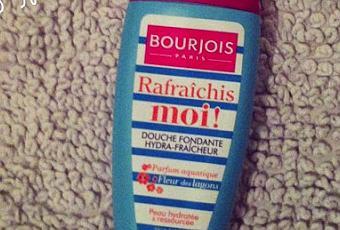 BOURJOIS
PARIS
Rafraîchis
moi!
DOUCHE FONDANTE
HYDRA-FRAÎCHEUR
Parfum aquatique
Fleur des lagons
Peau hydratée
& ressourcée